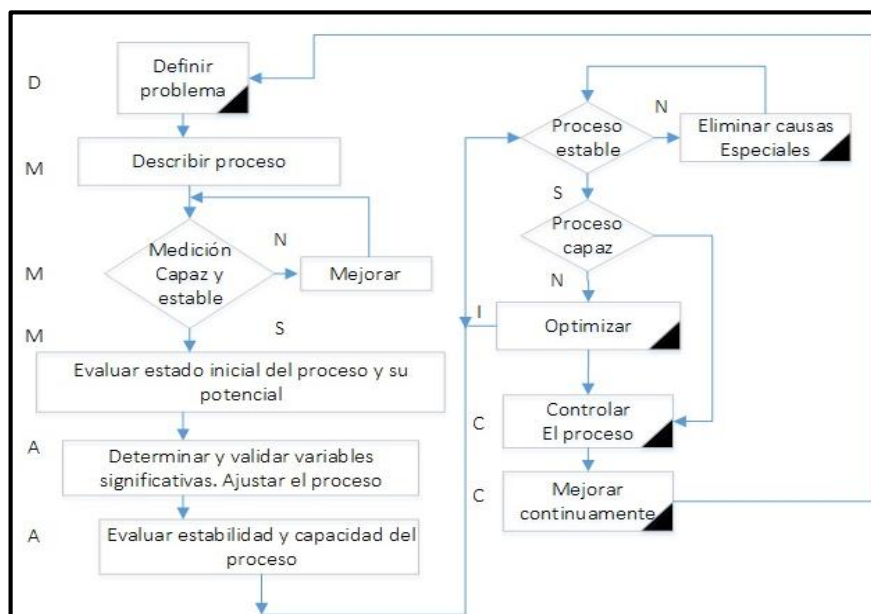 D
Definir
problema
M
Describir proceso
M
Medición
Capaz y
estable
N
Mejorar
S
M
Evaluar estado inicial del proceso y su
potencial
A
Determinar y validar variables
significativas. Ajustar el proceso
A
Evaluar estabilidad y capacidad del
proceso
Proceso
estable
N
Eliminar causas
Especiales
S
Proceso
capaz
N
I
Optimizar
C
Controlar
El proceso
C
Mejorar
continuamente